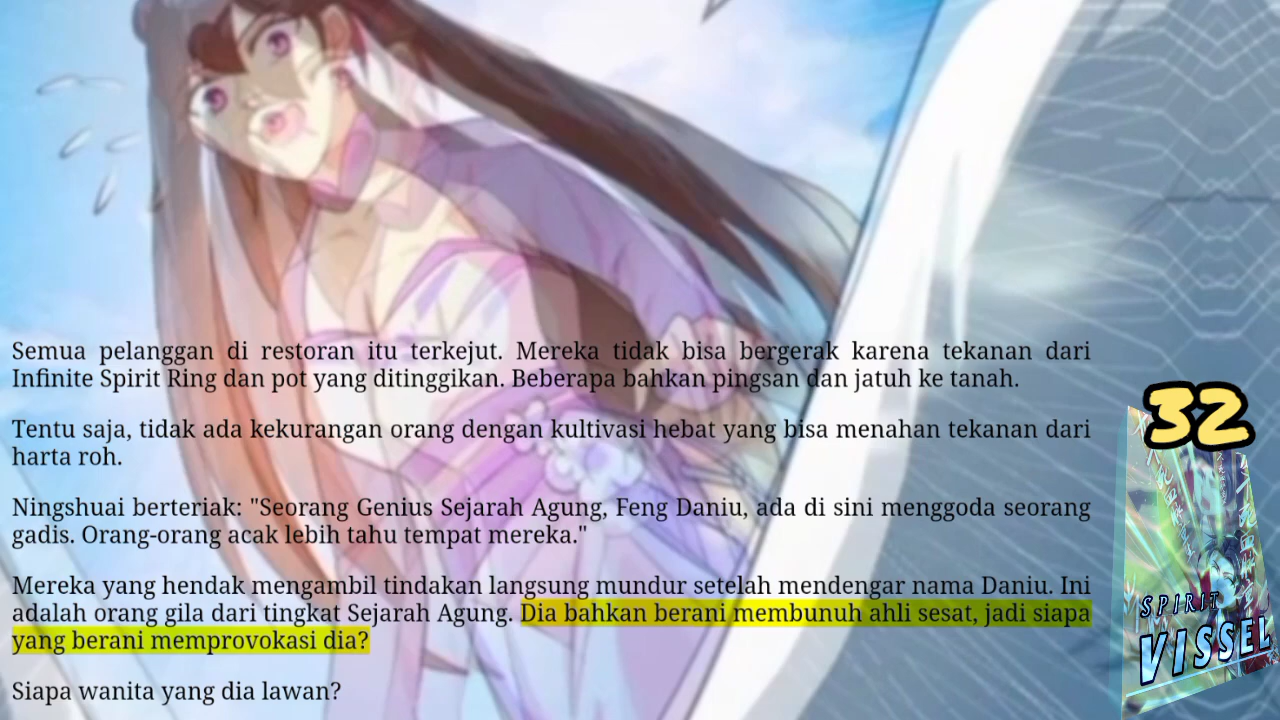 Semua pelanggan di restoran itu terkejut. Mereka tidak bisa bergerak karena tekanan dari
Infinite Spirit Ring dan pot yang ditinggikan. Beberapa bahkan pingsan dan jatuh ke tanah.
Tentu saja, tidak ada kekurangan orang dengan kultivasi hebat yang bisa menahan tekanan dari
harta roh.
Ningshuai berteriak: "Seorang Genius Sejarah Agung, Feng Daniu, ada di sini menggoda seorang
gadis. Orang-orang acak lebih tahu tempat mereka."
Mereka yang hendak mengambil tindakan langsung mundur setelah mendengar nama Daniu. Ini
adalah orang gila dari tingkat Sejarah Agung. Dia bahkan berani membunuh ahli sesat, jadi siapa
yang berani memprovokasi dia?
Siapa wanita yang dia lawan?
32
SPIRIT
VISSEL